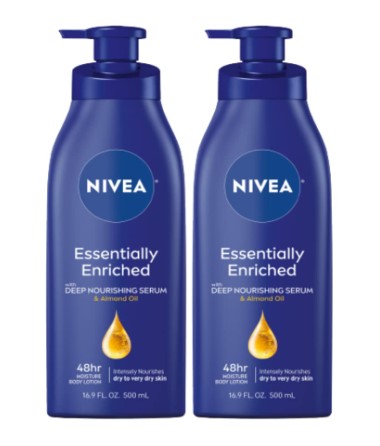 NIVEA
Essentially
Enriched
with
DEEP NOURISHING SERUM
& Almond Oil
48hr
MOISTURE
BODY LOTION
Intensely Nourishes
dry to very dry skin
16.9 FL. OZ. 500 mL
NIVEA
Essentially
Enriched
with
DEEP NOURISHING SERUM
& Almond Oil
48hr
MOISTURE
BODY LOTION
Intensely Nourishes
dry to very dry skin
16.9 FL. OZ. 500 mL